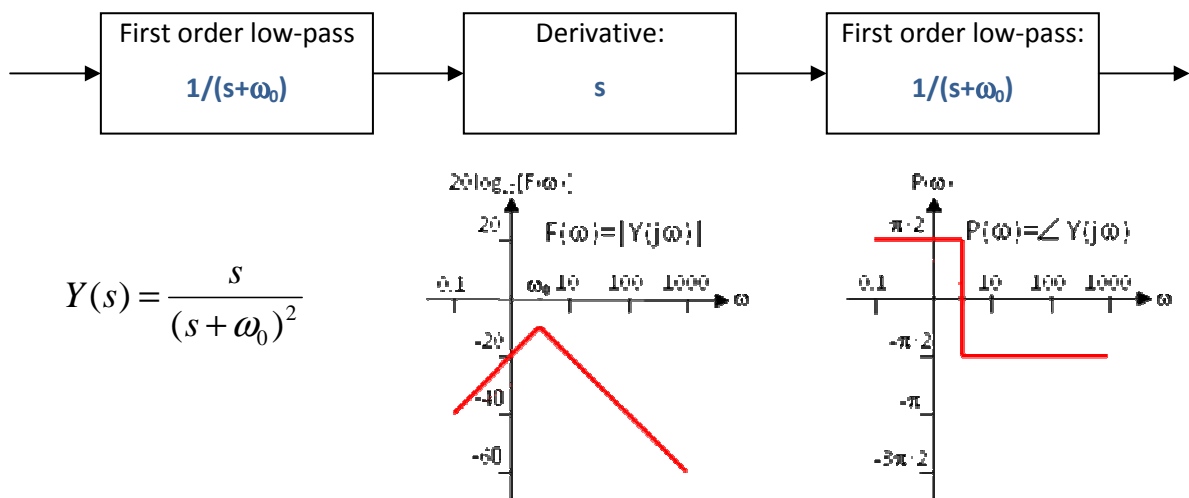 First order low-pass
1/(s+ω₀)
Derivative:
s
First order low-pass:
1/(s+ω₀)
Y(s) = s / (s + ω₀)²
F(ω)=|Y(jω)|
20
0.1 ω₀ 10 100 1000 ω
-20
-40
-60
P(ω)
π·2
P(ω)=∠ Y(jω)
0.1 10 100 1000 ω
-π·2
-π
-3π·2